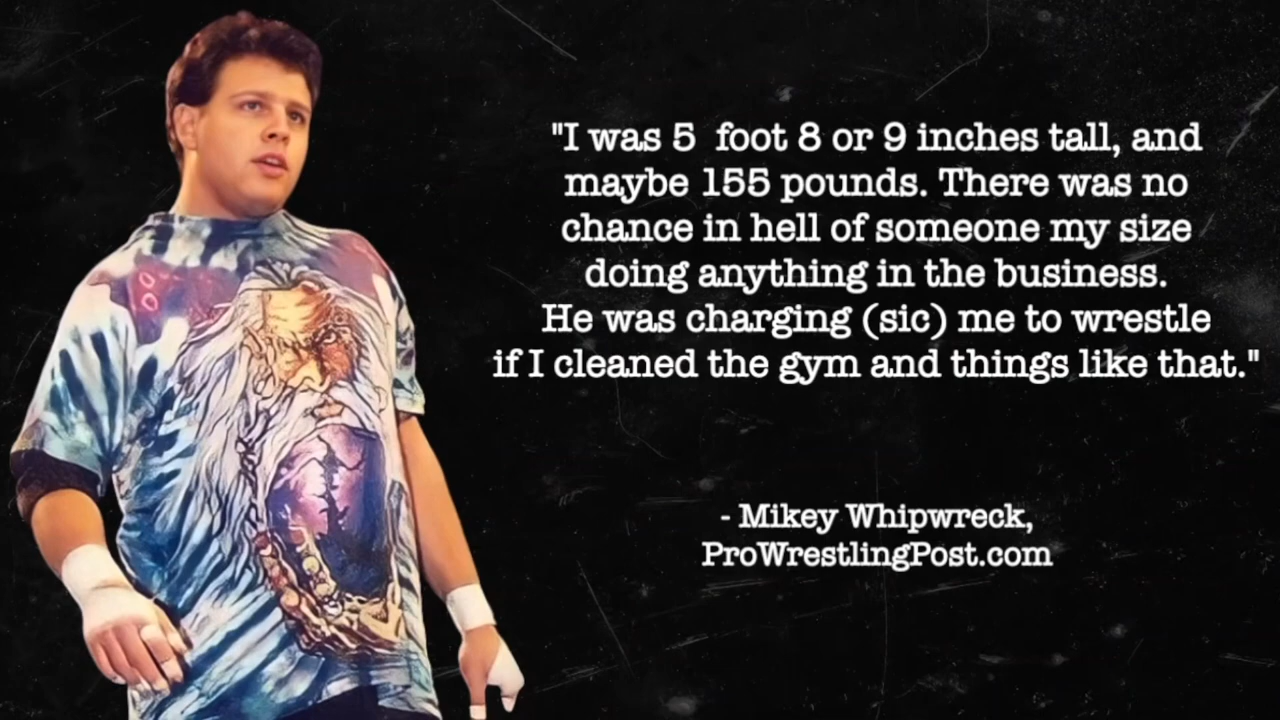 "I was 5  foot 8 or 9 inches tall, and
maybe 155 pounds. There was no
chance in hell of someone my size
doing anything in the business.
He was charging (sic) me to wrestle
if I cleaned the gym and things like that."
- Mikey Whipwreck,
ProWrestlingPost.com